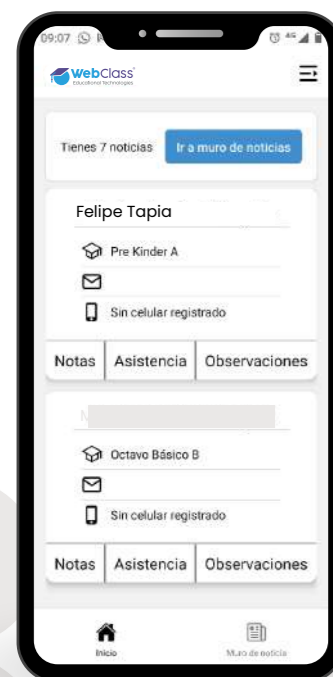 09:07
WebClass
Educational Technologies
Tienes 7 noticias
Ir a muro de noticias
Felipe Tapia
Pre Kinder A
Sin celular registrado
Notas Asistencia Observaciones
Octavo Básico B
Sin celular registrado
Notas Asistencia Observaciones
Inicio Muro de noticia